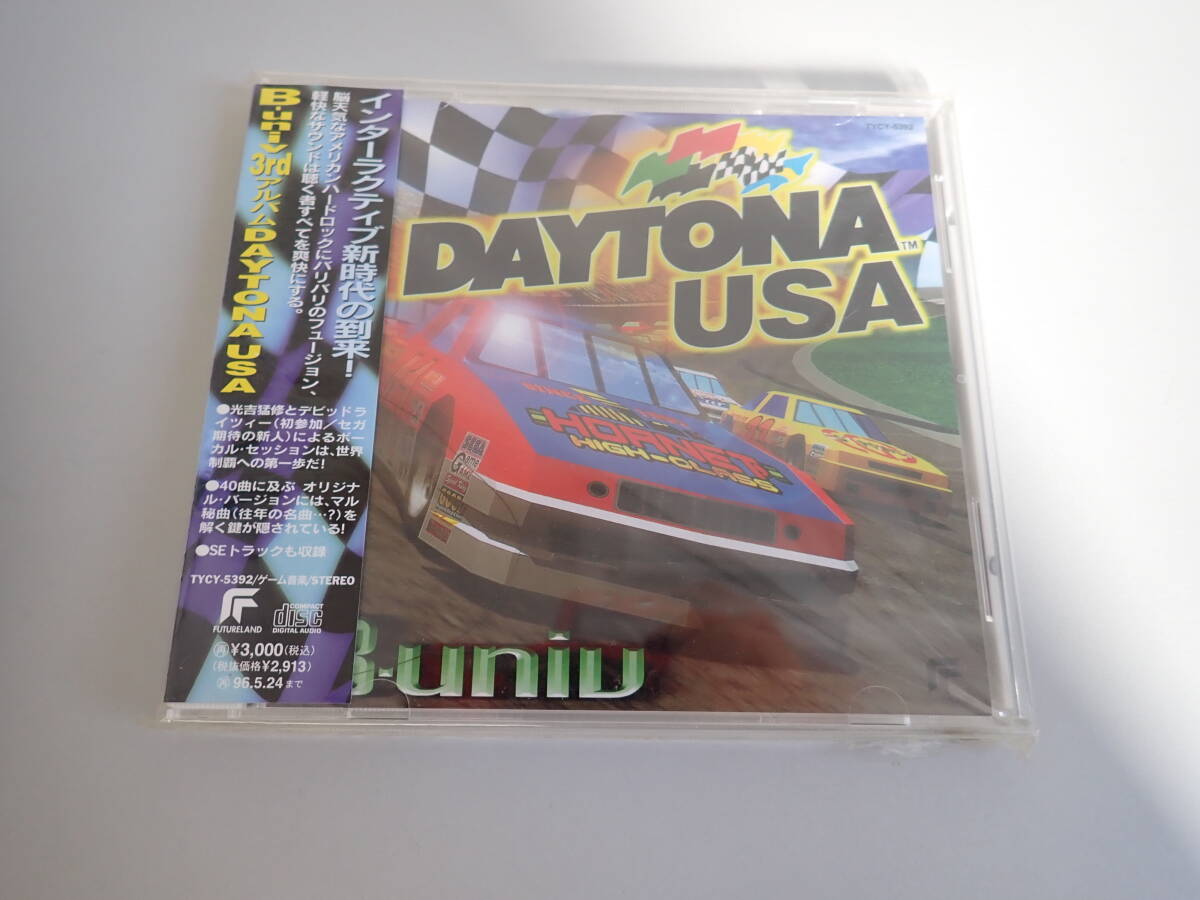 インターラクティブ新時代の到来!
脳天気なアメリカンハードロックにバリバリのフュージョン、
軽快なサウンドは聴く者すべてを爽快にする。
B-univ 3rdアルバムDAYTONA USA
●光吉猛修とデビッドラ
イツィー(初参加/セガ
期待の新人)によるボー
カル・セッションは、世界
制覇への第一歩だ!
●40曲に及ぶ オリジナ
ル・バージョンには、マル
秘曲(往年の名曲…?)を
解く鍵が隠されている!
●SEトラックも収録
TYCY-5392/ゲーム音楽/STEREO
FUTURELAND
COMPACT
disc
DIGITAL AUDIO
再¥3,000(税込)
(税抜価格¥2,913)
再96.5.24まで
TYCY-5392
DAYTONA
USA
TM
HORNET
HIGH-CLASS
SEGA
B-univ